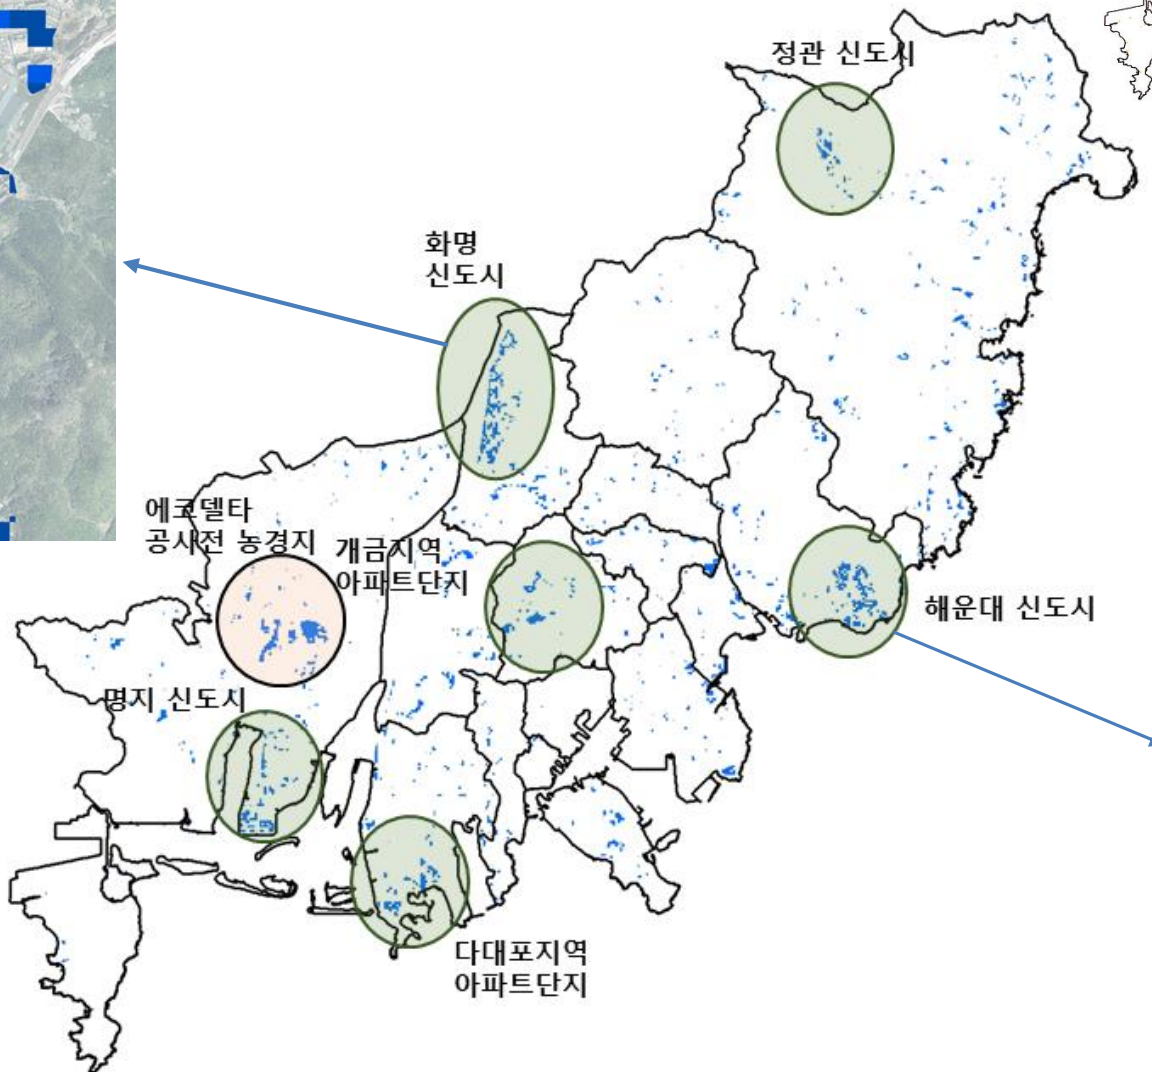 정관 신도시
화명
신도시
에코델타
공사전 농경지
개금지역
아파트단지
해운대 신도시
명지 신도시
다대포지역
아파트단지